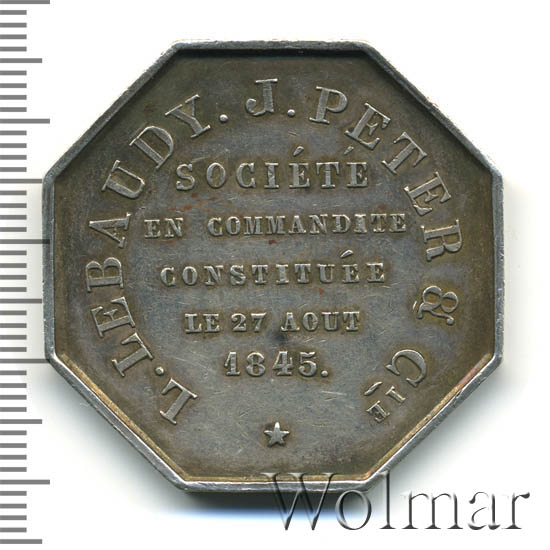 L. LEBAUDY. J. PETER & CIE
SOCIÉTÉ
EN COMMANDITE
CONSTITUÉE
LE 27 AOUT
1845.
Wolmar